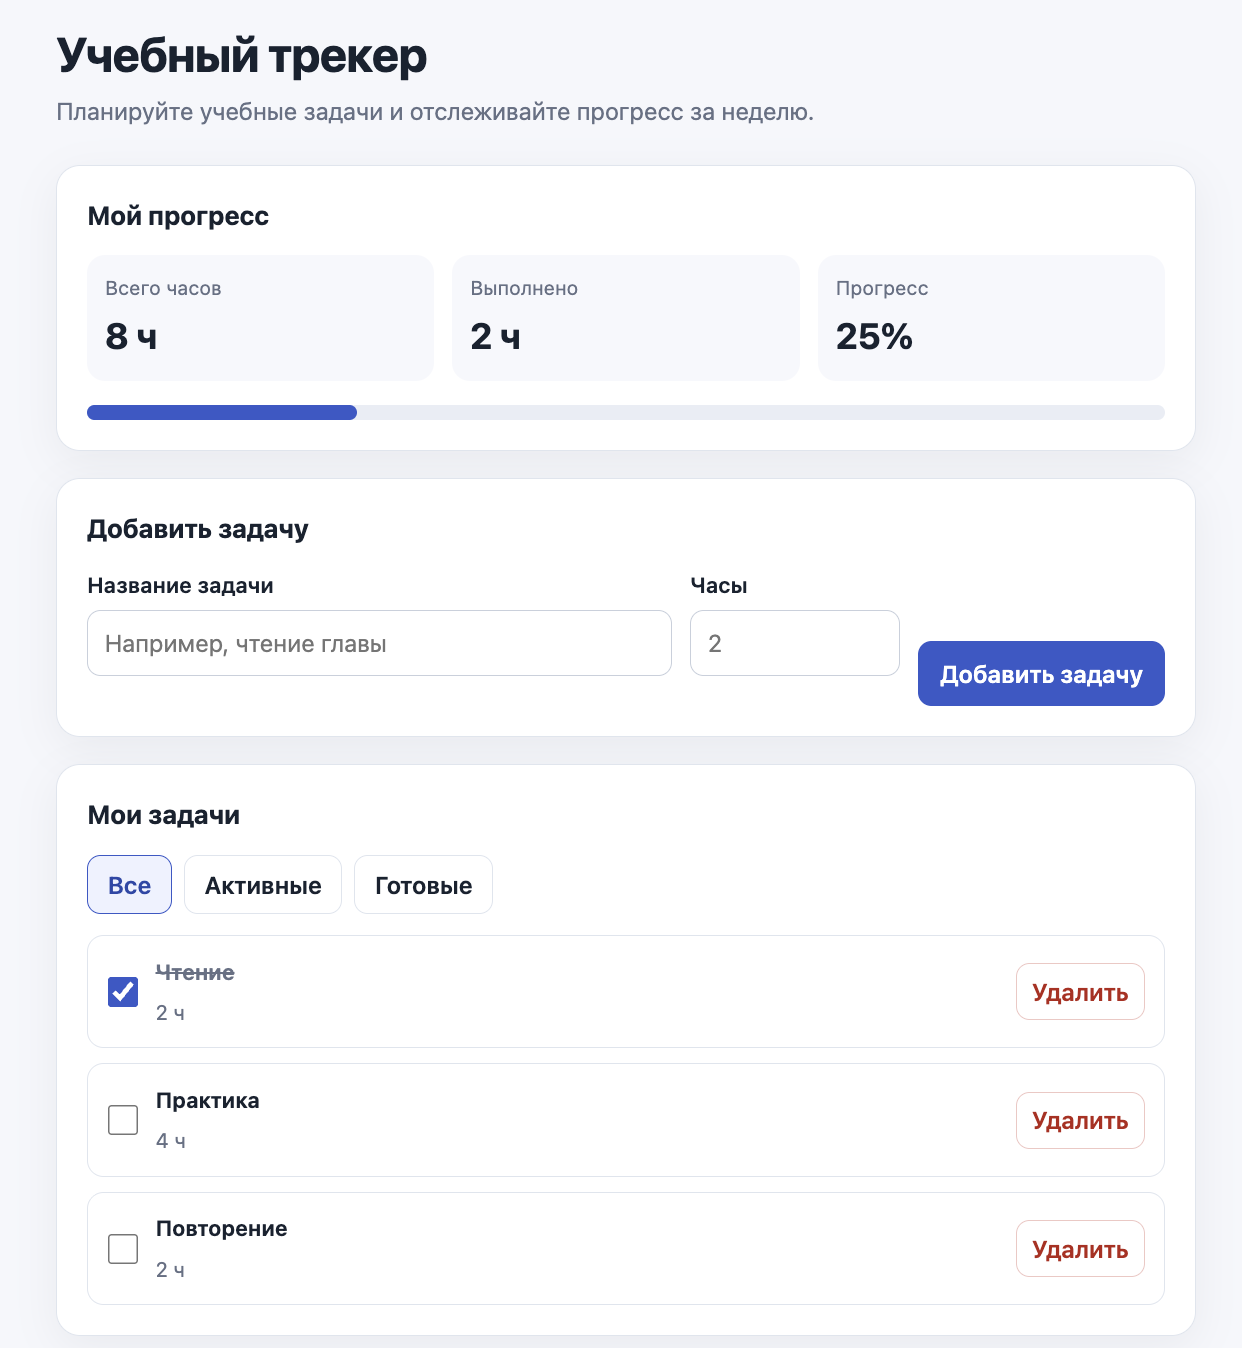 Учебный трекер
Планируйте учебные задачи и отслеживайте прогресс за неделю.
Мой прогресс
Всего часов
8 ч
Выполнено
2 ч
Прогресс
25%
Добавить задачу
Название задачи
Например, чтение главы
Часы
2
Добавить задачу
Мои задачи
Все
Активные
Готовые
Чтение
2 ч
Удалить
Практика
4 ч
Удалить
Повторение
2 ч
Удалить